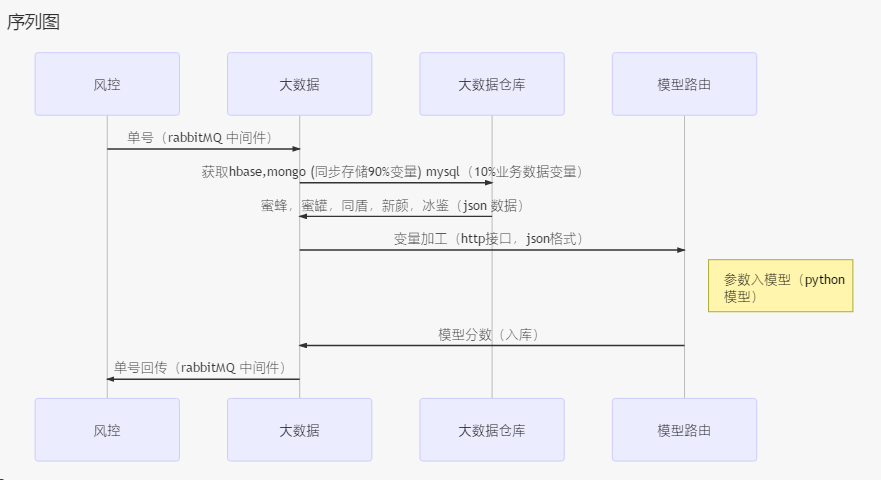 序列图
风控
大数据
大数据仓库
模型路由
单号（rabbitMQ 中间件）
获取hbase,mongo (同步存储90%变量) mysql（10%业务数据变量）
蜜蜂，蜜罐，同盾，新颜，冰鉴（json 数据）
变量加工（http接口，json格式）
参数入模型（python
模型）
模型分数（入库）
单号回传（rabbitMQ 中间件）
风控
大数据
大数据仓库
模型路由